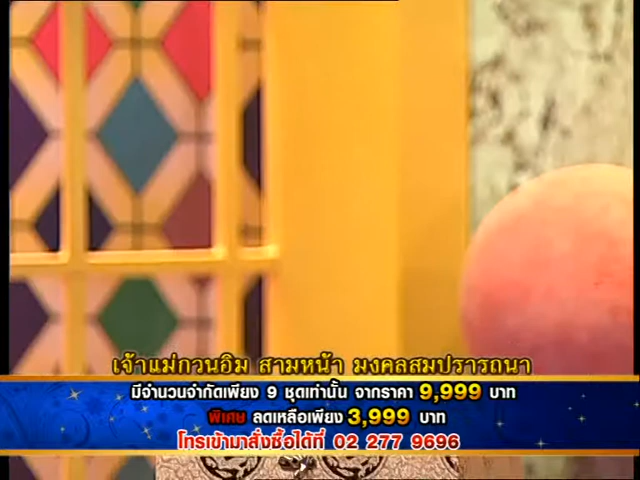 เจ้าแม่กวนอิม สามหน้า มงคลสมปรารถนา
มีจำนวนจำกัดเพียง 9 ชุดเท่านั้น จากราคา 9,999 บาท
พิเศษ ลดเหลือเพียง 3,999 บาท
โทรเข้ามาสั่งซื้อได้ที่ 02 277 9696